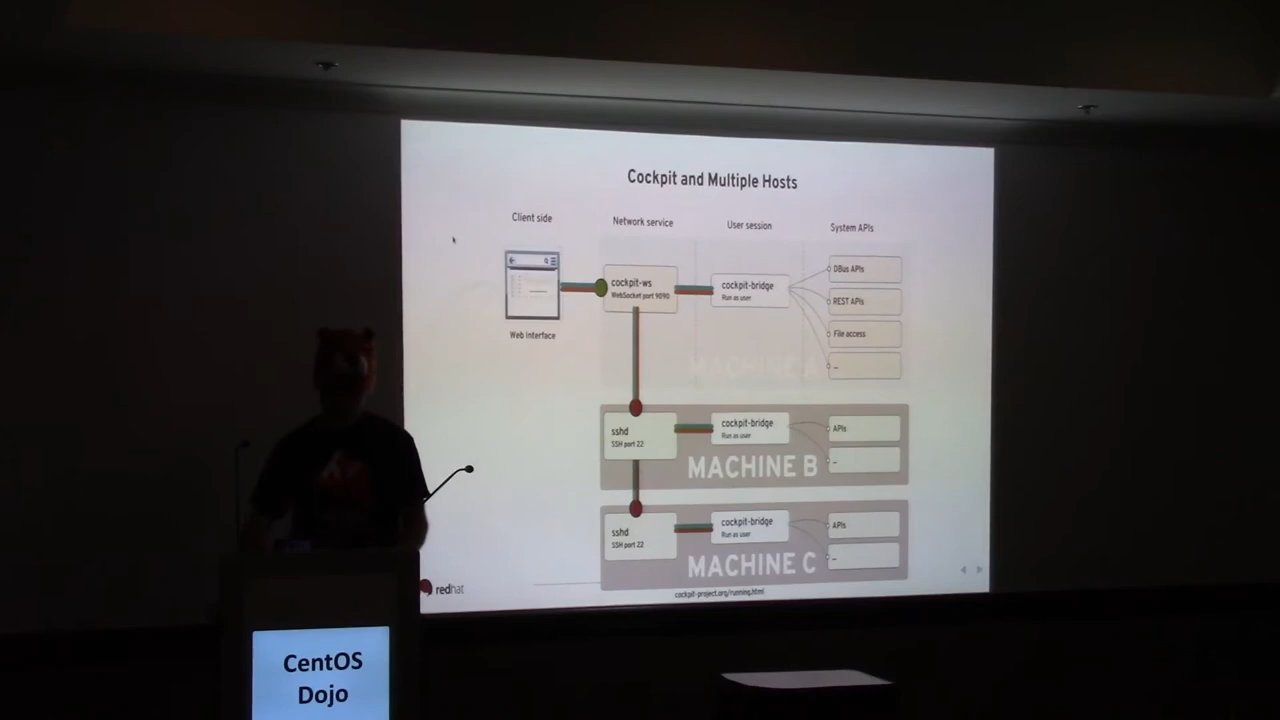 Cockpit and Multiple Hosts
Client side
Network service
User session
System APIs
cockpit-ws
WebSocket port 9090
cockpit-bridge
Run as user
DBus APIs
REST APIs
File access
...
Web Interface
MACHINE A
sshd
SSH port 22
cockpit-bridge
Run as user
APIs
...
MACHINE B
sshd
SSH port 22
cockpit-bridge
Run as user
APIs
...
MACHINE C
redhat
cockpit-project.org/running.html
CentOS
Dojo